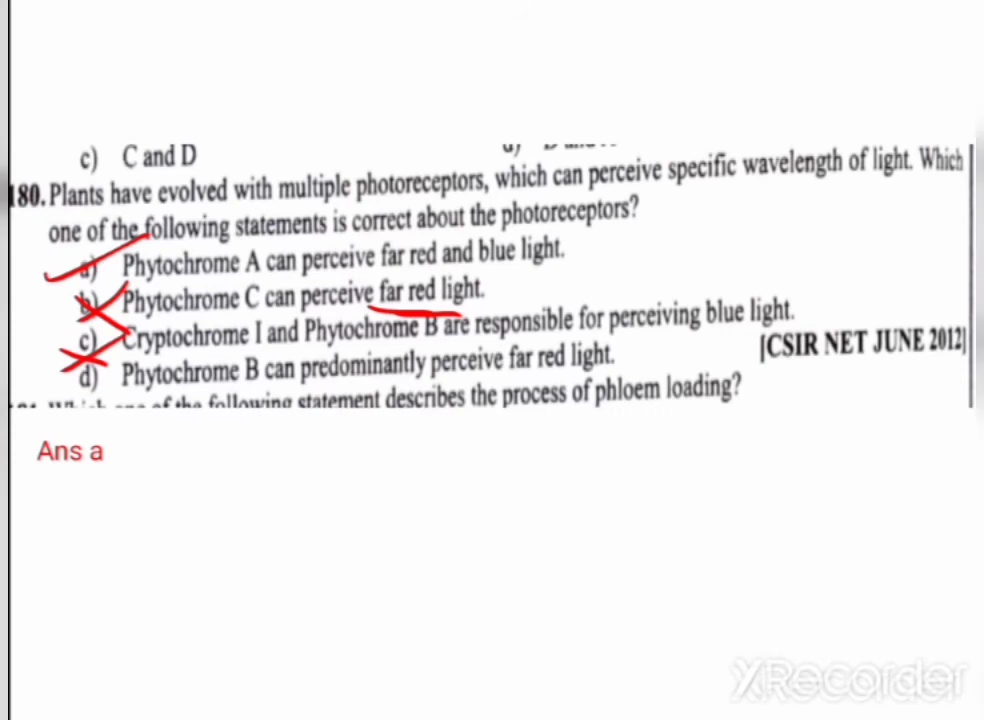 c) C and D
180. Plants have evolved with multiple photoreceptors, which can perceive specific wavelength of light. Which
one of the following statements is correct about the photoreceptors?
a) Phytochrome A can perceive far red and blue light.
b) Phytochrome C can perceive far red light.
c) Cryptochrome I and Phytochrome B are responsible for perceiving blue light.
d) Phytochrome B can predominantly perceive far red light. [CSIR NET JUNE 2012]
of the following statement describes the process of phloem loading?
Ans a
XRecorder